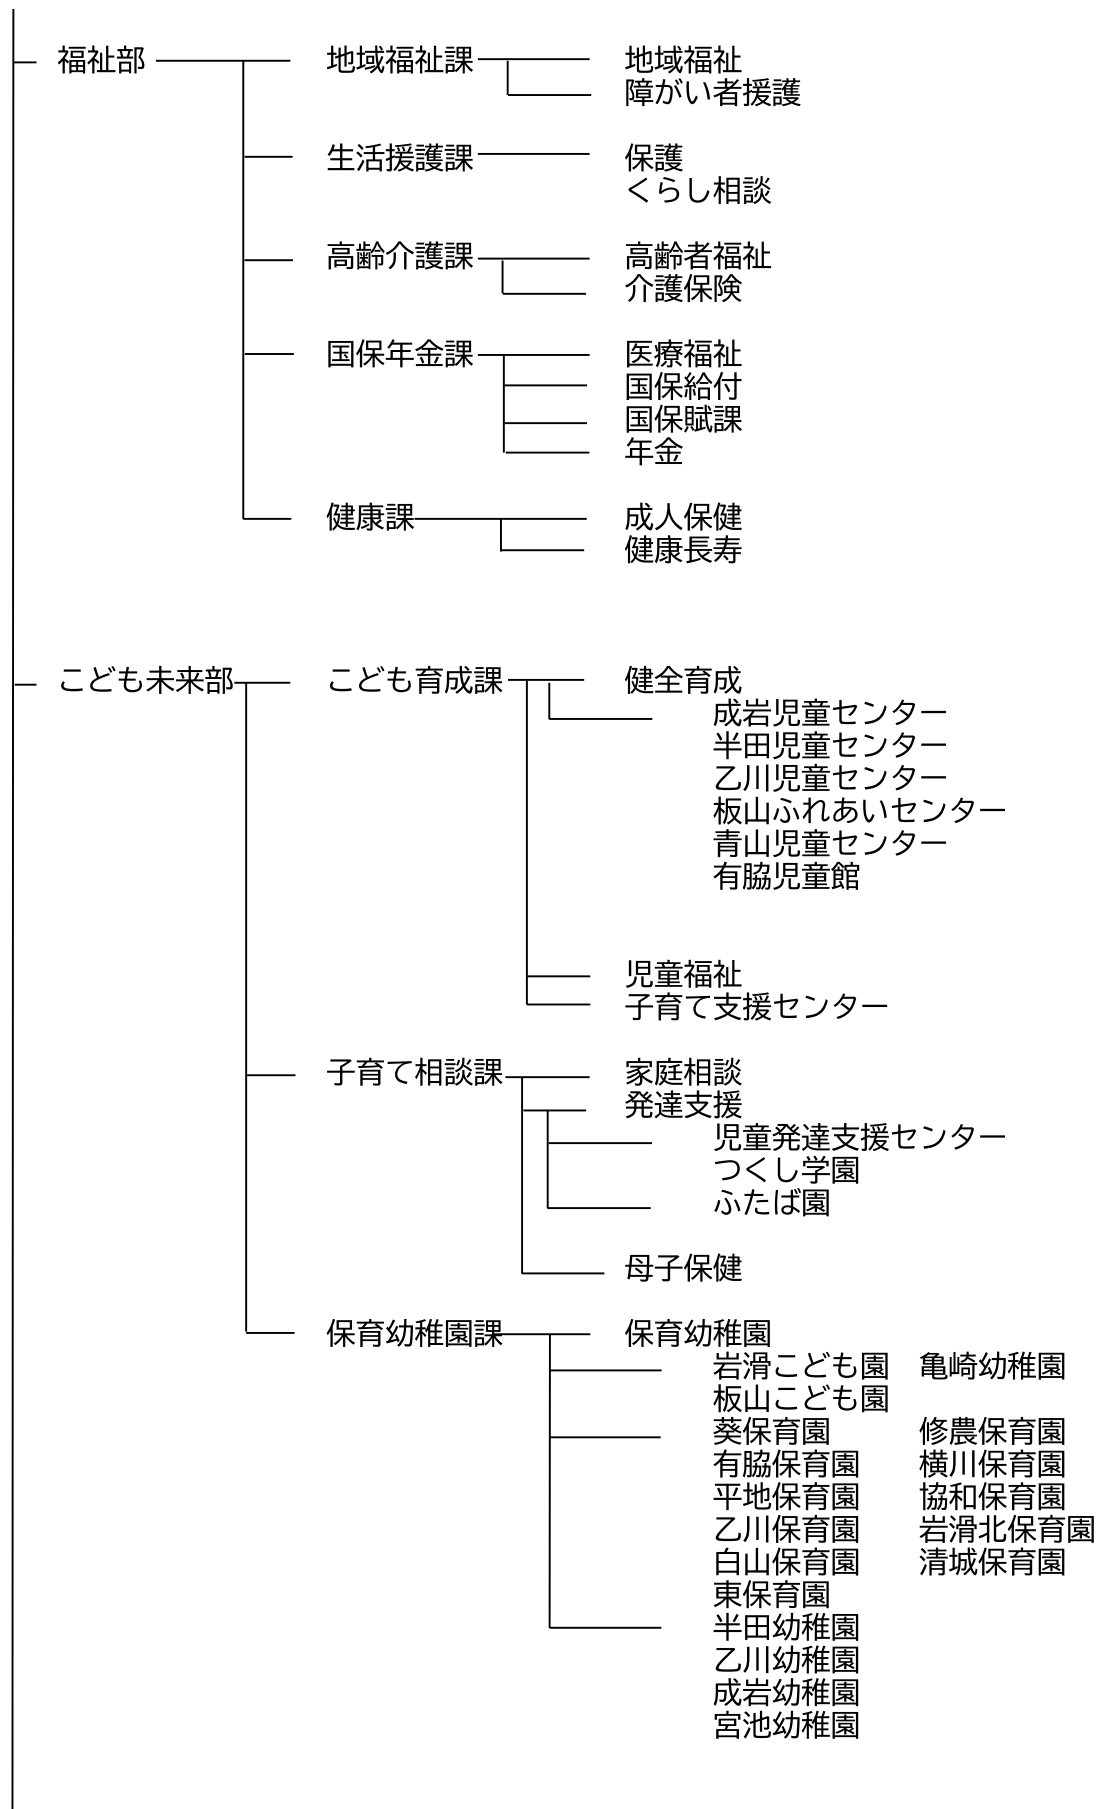 福祉部 地域福祉課 地域福祉
障がい者援護
生活援護課 保護
くらし相談
高齢介護課 高齢者福祉
介護保険
国保年金課 医療福祉
国保給付
国保賦課
年金
健康課 成人保健
健康長寿
こども未来部 こども育成課 健全育成
成岩児童センター
半田児童センター
乙川児童センター
板山ふれあいセンター
青山児童センター
有脇児童館
児童福祉
子育て支援センター
子育て相談課 家庭相談
発達支援
児童発達支援センター
つくし学園
ふたば園
母子保健
保育幼稚園課 保育幼稚園
岩滑こども園 亀崎幼稚園
板山こども園
葵保育園 修農保育園
有脇保育園 横川保育園
平地保育園 協和保育園
乙川保育園 岩滑北保育園
白山保育園 清城保育園
東保育園
半田幼稚園
乙川幼稚園
成岩幼稚園
宮池幼稚園